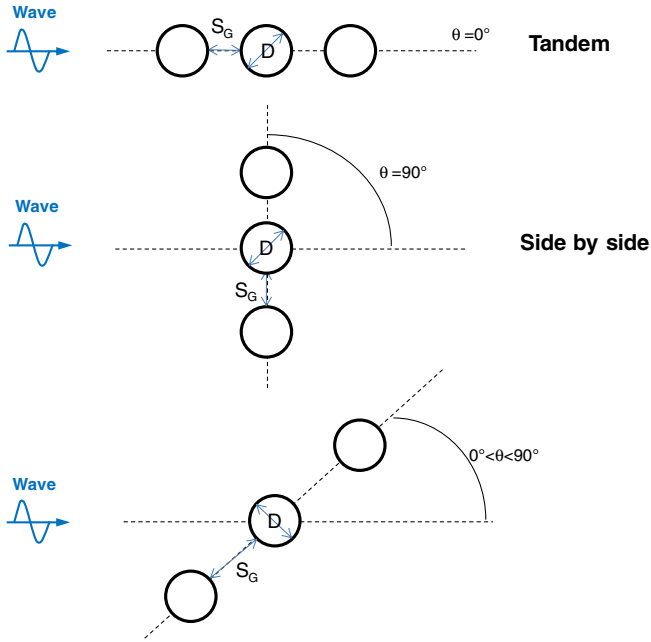 Wave
S_G
D
θ =0°
Tandem
θ =90°
Wave
D
Side by side
S_G
0°<θ<90°
Wave
D
S_G